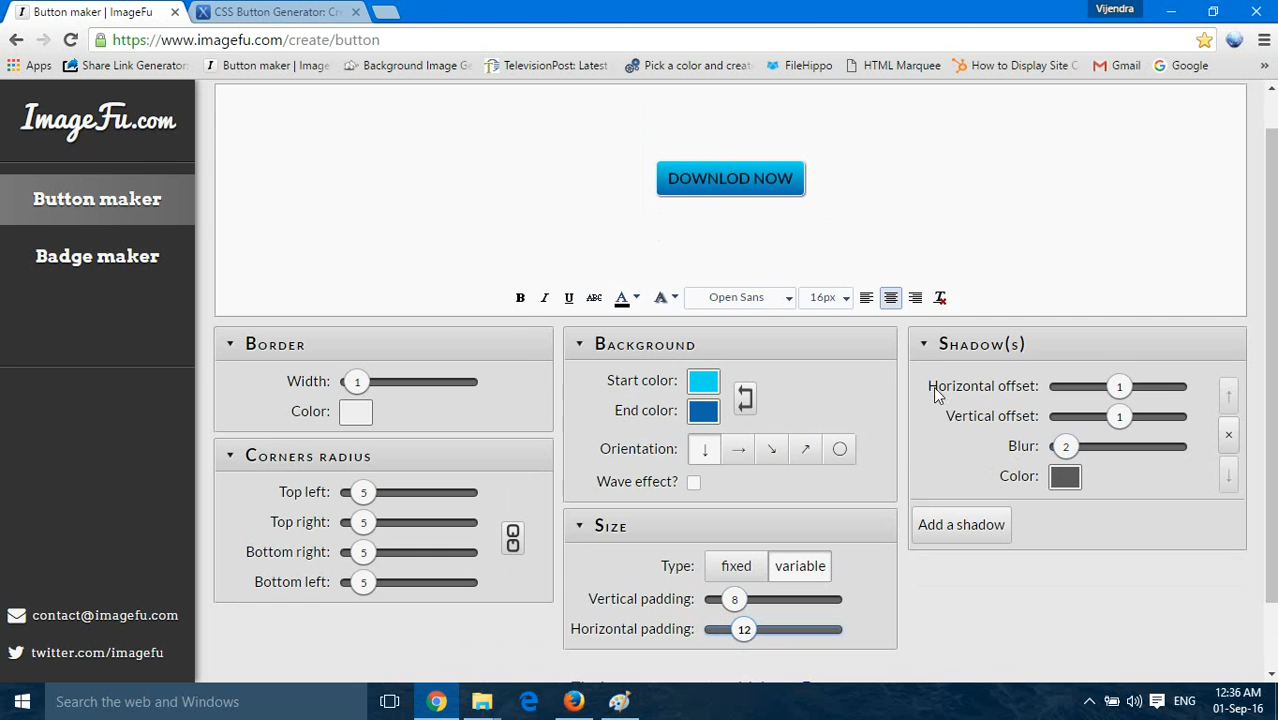 Button maker | ImageFu
CSS Button Generator: Cr
Vijendra
https://www.imagefu.com/create/button
Apps
Share Link Generator:
Button maker | Image
Background Image G
TelevisionPost: Latest
Pick a color and create
FileHippo
HTML Marquee
How to Display Site C
Gmail
Google
»
ImageFu.com
Button maker
Badge maker
contact@imagefu.com
twitter.com/imagefu
DOWNLOD NOW
B I U ABC A A Open Sans 16px
BORDER
Width: 1
Color:
CORNERS RADIUS
Top left: 5
Top right: 5
Bottom right: 5
Bottom left: 5
BACKGROUND
Start color:
End color:
Orientation: ↓ → ↘ ↗ ○
Wave effect?
SIZE
Type: fixed variable
Vertical padding: 8
Horizontal padding: 12
SHADOW(S)
Horizontal offset: 1
Vertical offset: 1
Blur: 2
Color:
↑
×
↓
Add a shadow
Search the web and Windows
ENG
12:36 AM
01-Sep-16